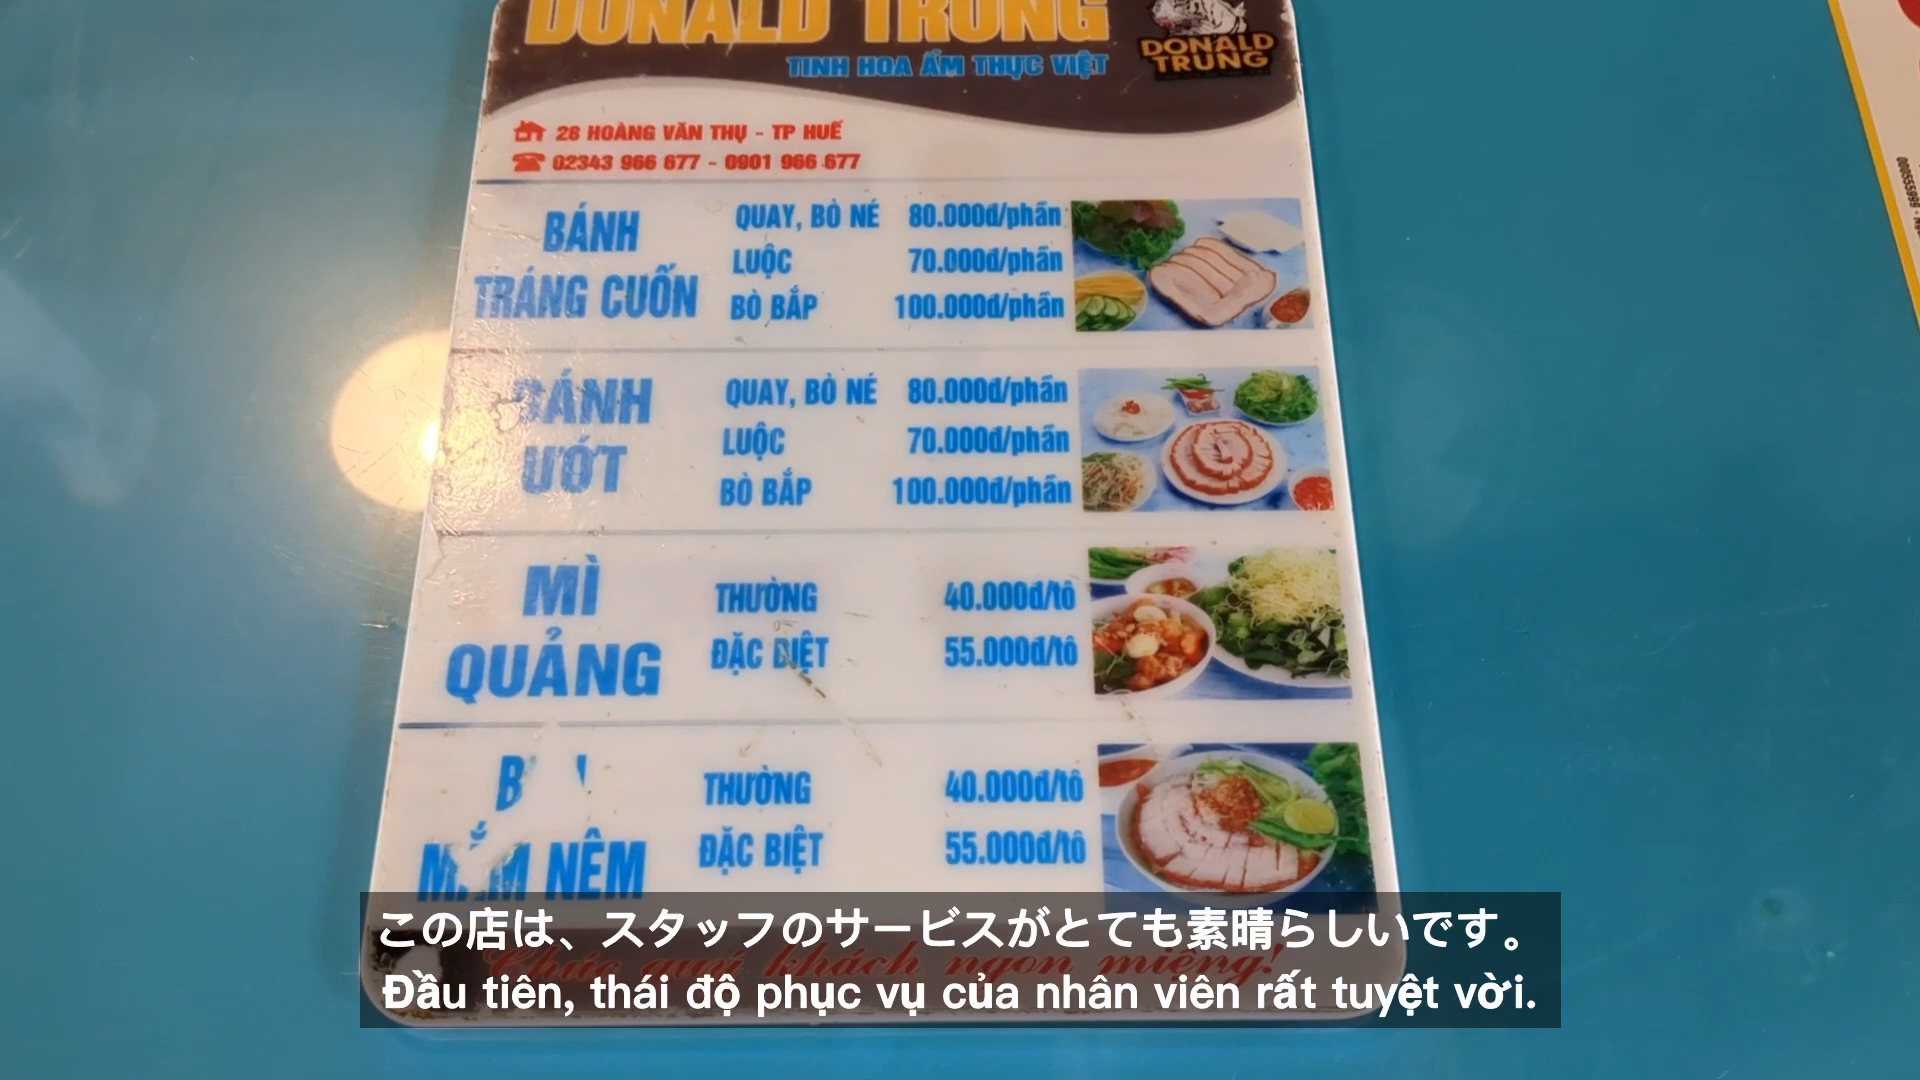 DONALD TRUNG
TINH HOA ẨM THỰC VIỆT
DONALD
TRUNG
28 HOÀNG VĂN THỤ - TP HUẾ
02343 966 677 - 0901 966 677
BÁNH
TRÁNG CUỐN
QUAY, BÒ NÉ 80.000đ/phần
LUỘC 70.000đ/phần
BÒ BẮP 100.000đ/phần
BÁNH
ƯỚT
QUAY, BÒ NÉ 80.000đ/phần
LUỘC 70.000đ/phần
BÒ BẮP 100.000đ/phần
MÌ
QUẢNG
THƯỜNG 40.000đ/tô
ĐẶC BIỆT 55.000đ/tô
MẮM NÊM
THƯỜNG 40.000đ/tô
ĐẶC BIỆT 55.000đ/tô
Chúc quí khách ngon miệng!
この店は、スタッフのサービスがとても素晴らしいです。
Đầu tiên, thái độ phục vụ của nhân viên rất tuyệt vời.